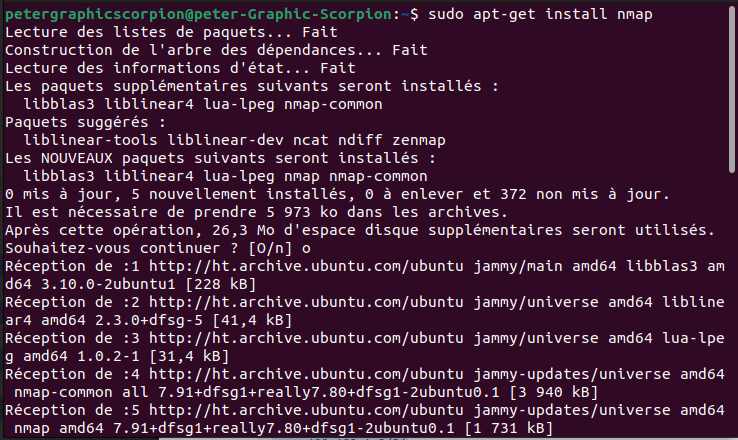 petergraphicscorpion@peter-Graphic-Scorpion:~$ sudo apt-get install nmap
Lecture des listes de paquets... Fait
Construction de l'arbre des dépendances... Fait
Lecture des informations d'état... Fait
Les paquets supplémentaires suivants seront installés :
  libblas3 liblinear4 lua-lpeg nmap-common
Paquets suggérés :
  liblinear-tools liblinear-dev ncat ndiff zenmap
Les NOUVEAUX paquets suivants seront installés :
  libblas3 liblinear4 lua-lpeg nmap nmap-common
0 mis à jour, 5 nouvellement installés, 0 à enlever et 372 non mis à jour.
Il est nécessaire de prendre 5 973 ko dans les archives.
Après cette opération, 26,3 Mo d'espace disque supplémentaires seront utilisés.
Souhaitez-vous continuer ? [O/n] o
Réception de :1 http://ht.archive.ubuntu.com/ubuntu jammy/main amd64 libblas3 am
d64 3.10.0-2ubuntu1 [228 kB]
Réception de :2 http://ht.archive.ubuntu.com/ubuntu jammy/universe amd64 libline
ar4 amd64 2.3.0+dfsg-5 [41,4 kB]
Réception de :3 http://ht.archive.ubuntu.com/ubuntu jammy/universe amd64 lua-lpe
g amd64 1.0.2-1 [31,4 kB]
Réception de :4 http://ht.archive.ubuntu.com/ubuntu jammy-updates/universe amd64
 nmap-common all 7.91+dfsg1+really7.80+dfsg1-2ubuntu0.1 [3 940 kB]
Réception de :5 http://ht.archive.ubuntu.com/ubuntu jammy-updates/universe amd64
 nmap amd64 7.91+dfsg1+really7.80+dfsg1-2ubuntu0.1 [1 731 kB]